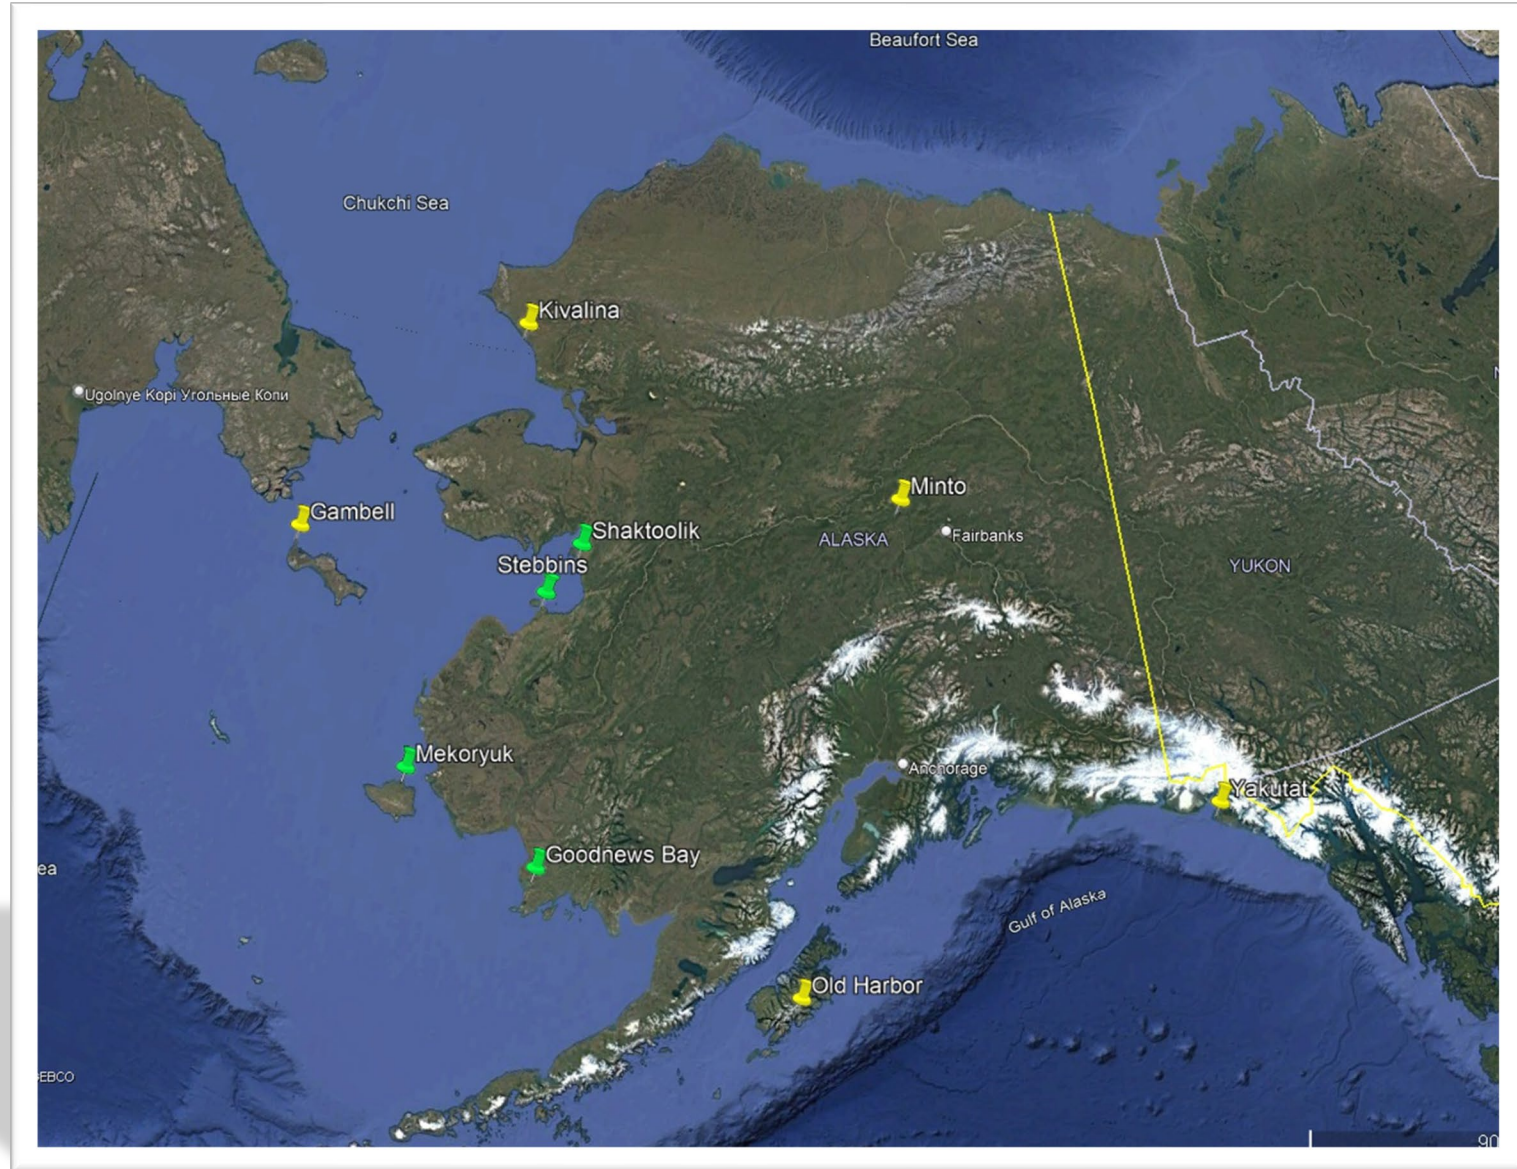 Beaufort Sea
Chukchi Sea
Kivalina
Ugolnye Kopi Угольные Копи
Minto
Gambell
Shaktoolik
Fairbanks
ALASKA
Stebbins
YUKON
Mekoryuk
Anchorage
Yakutat
Goodnews Bay
ea
Gulf of Alaska
Old Harbor
EBCO
90